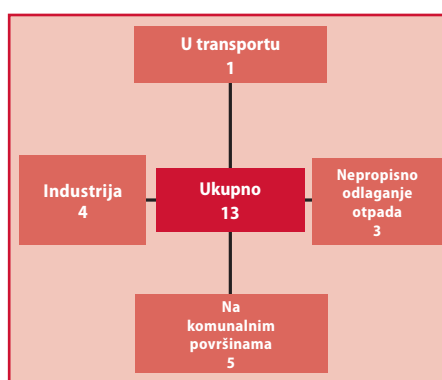 U transportu
1
Industrija
4
Ukupno
13
Nepropisno
odlaganje
otpada
3
Na
komunalnim
površinama
5